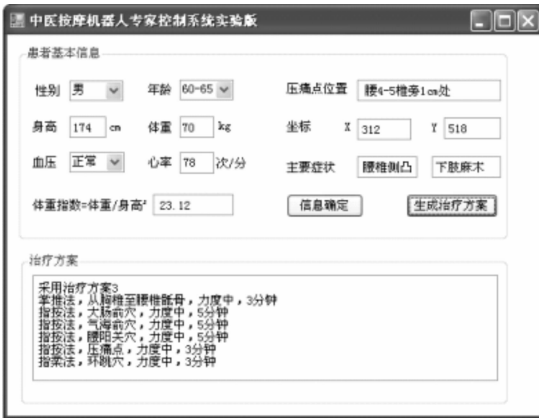 中医按摩机器人专家控制系统实验版
患者基本信息
性别 男 年龄 60-65 压痛点位置 腰4-5椎旁1cm处
身高 174 cm 体重 70 kg 坐标 X 312 Y 518
血压 正常 心率 78 次/分 主要症状 腰椎侧凸 下肢麻木
体重指数=体重/身高² 23.12 信息确定 生成治疗方案
治疗方案
采用治疗方案3
掌推法，从胸椎至腰椎骶骨，力度中，3分钟
指按法，大肠俞穴，力度中，5分钟
指按法，气海俞穴，力度中，5分钟
指按法，腰阳关穴，力度中，5分钟
指按法，压痛点，力度中，3分钟
指柔法，环跳穴，力度中，3分钟